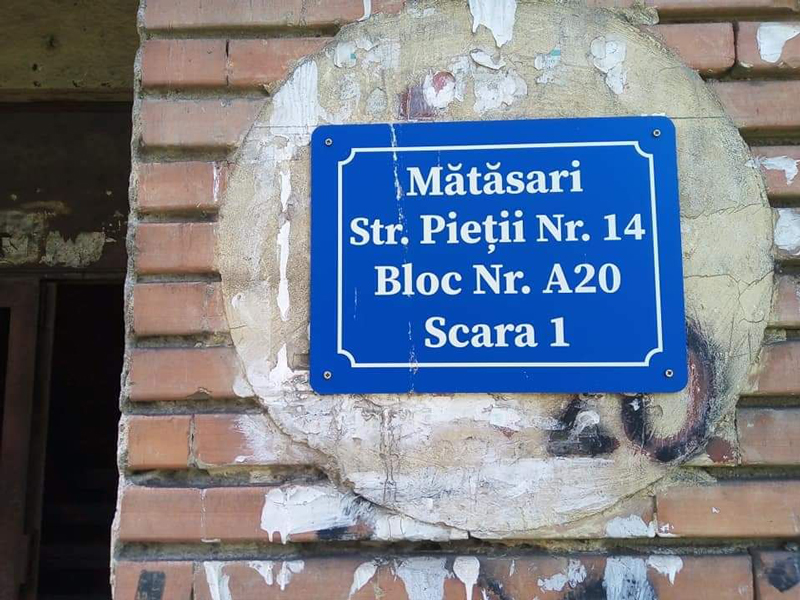 Mătăsari
Str. Pieții Nr. 14
Bloc Nr. A20
Scara 1